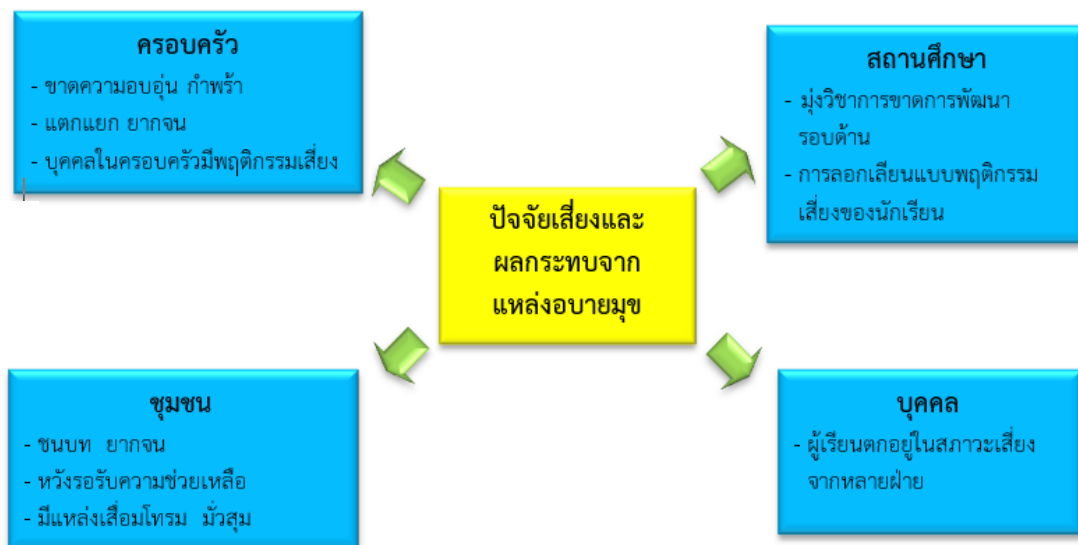 ครอบครัว
- ขาดความอบอุ่น กำพร้า
- แตกแยก ยากจน
- บุคคลในครอบครัวมีพฤติกรรมเสี่ยง
สถานศึกษา
- มุ่งวิชาการขาดการพัฒนา
รอบด้าน
- การลอกเลียนแบบพฤติกรรม
เสี่ยงของนักเรียน
ปัจจัยเสี่ยงและ
ผลกระทบจาก
แหล่งอบายมุข
ชุมชน
- ชนบท ยากจน
- หวังรอรับความช่วยเหลือ
- มีแหล่งเสื่อมโทรม มั่วสุม
บุคคล
- ผู้เรียนตกอยู่ในสภาวะเสี่ยง
จากหลายฝ่าย